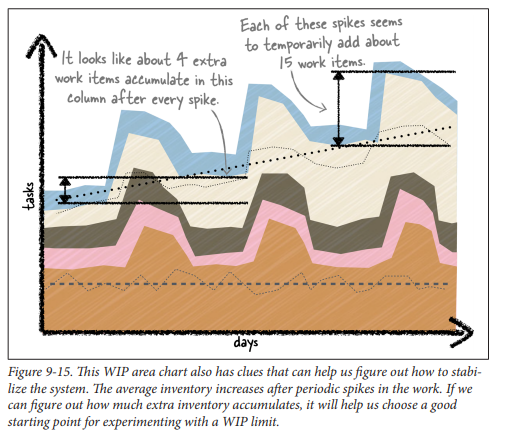 Each of these spikes seems
to temporarily add about
15 work items.
It looks like about 4 extra
work items accumulate in this
column after every spike.
tasks
days
Figure 9-15. This WIP area chart also has clues that can help us figure out how to stabi-
lize the system. The average inventory increases after periodic spikes in the work. If we
can figure out how much extra inventory accumulates, it will help us choose a good
starting point for experimenting with a WIP limit.